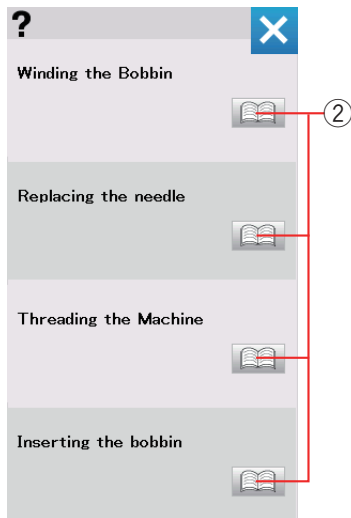 ?
Winding the Bobbin
②
Replacing the needle
Threading the Machine
Inserting the bobbin